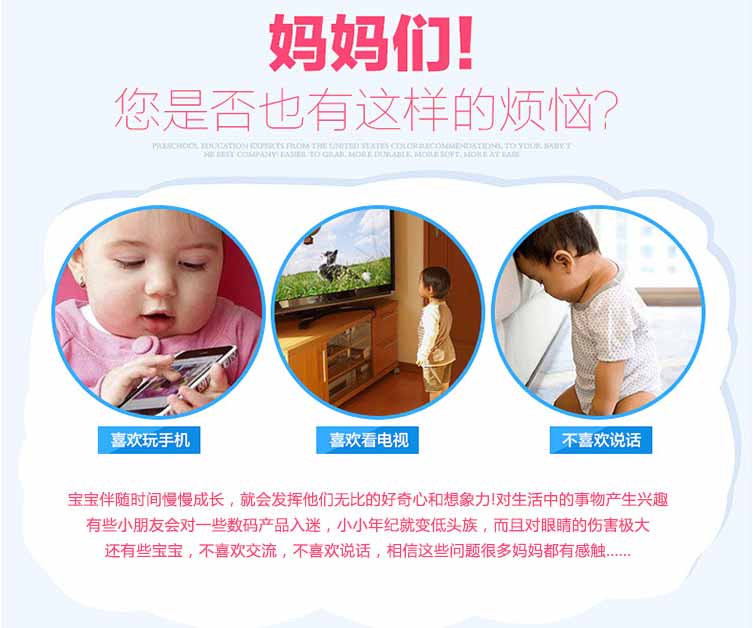 妈妈们!
您是否也有这样的烦恼?
PRESCHOOL EDUCATION EXPERTS FROM THE UNITED STATES COLOR RECOMMENDATIONS, TO YOUR BABY T
HE BEST COMPANY! EASIER TO GRAB, MORE DURABLE, MORE SOFT, MORE AT EASE
喜欢玩手机
喜欢看电视
不喜欢说话
宝宝伴随时间慢慢成长，就会发挥他们无比的好奇心和想象力!对生活中的事物产生兴趣
有些小朋友会对一些数码产品入迷，小小年纪就变低头族，而且对眼睛的伤害极大
还有些宝宝，不喜欢交流，不喜欢说话，相信这些问题很多妈妈都有感触......